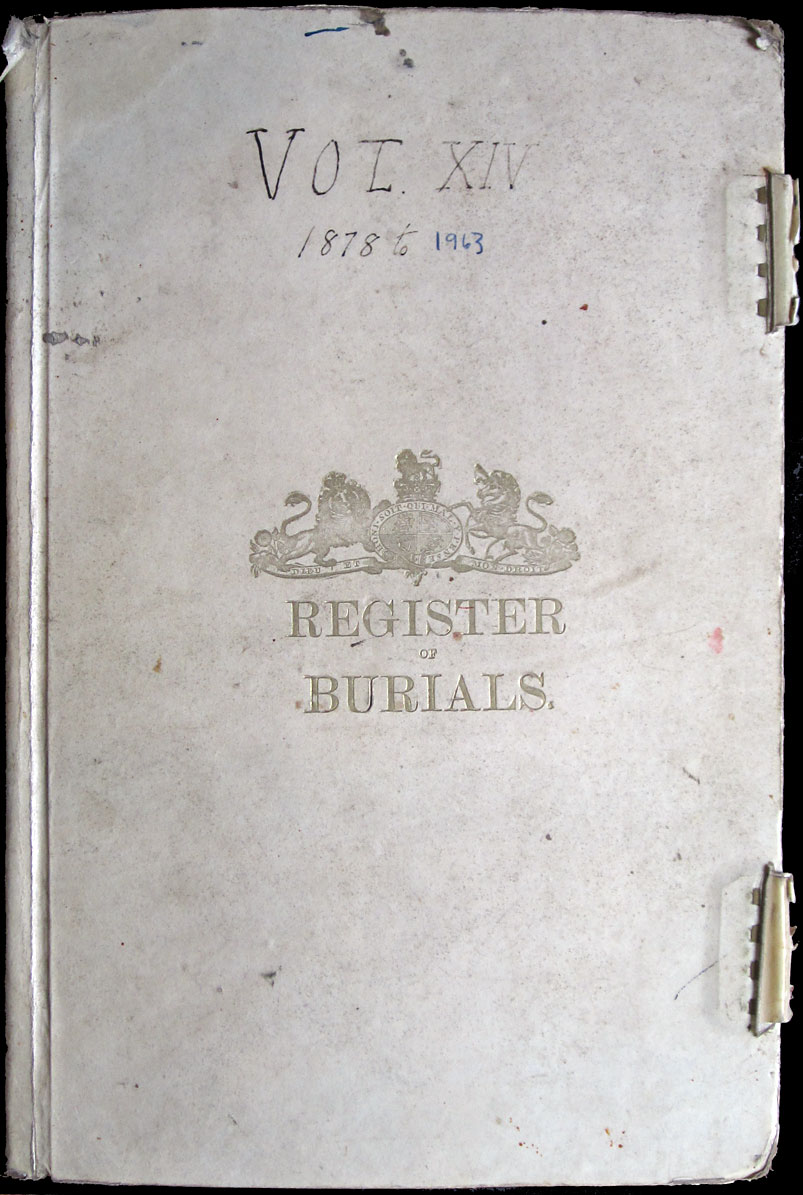 VOL. XIV
1878 to 1963
HONI·SOIT·QUI·MAL·Y·PENSE
DIEU ET MON·DROIT
REGISTER
OF
BURIALS.